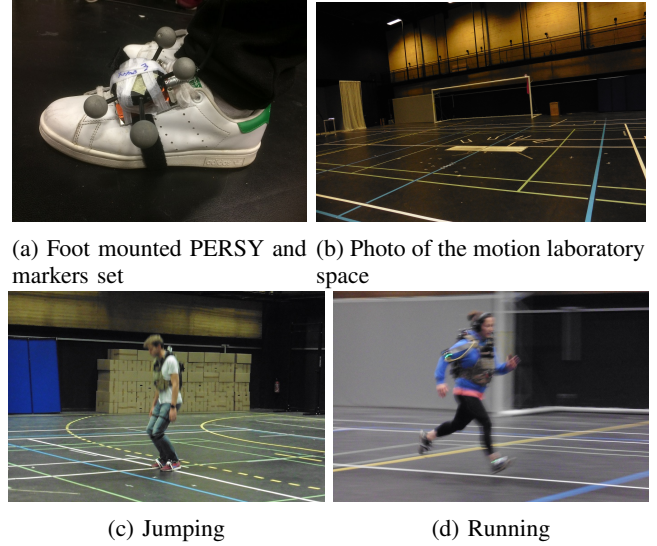 (a) Foot mounted PERSY and
markers set
(b) Photo of the motion laboratory
space
(c) Jumping
(d) Running